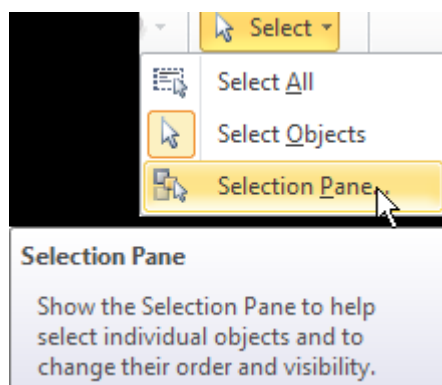 Select
Select All
Select Objects
Selection Pane...
Selection Pane
Show the Selection Pane to help
select individual objects and to
change their order and visibility.